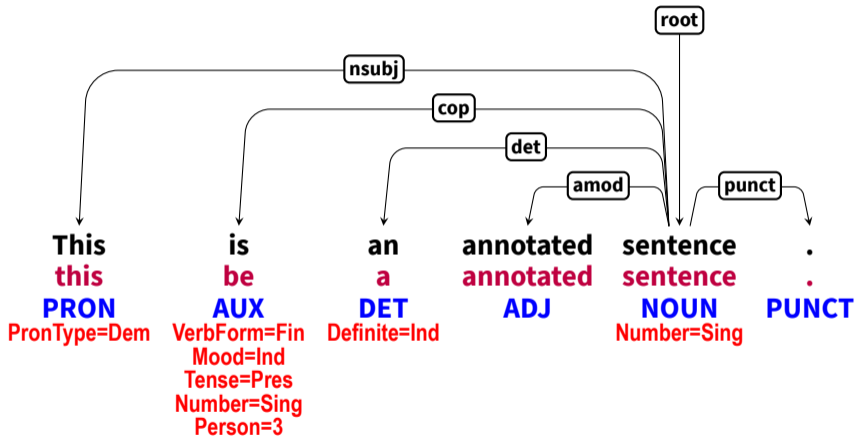 root
nsubj
cop
det
amod punct
This is an annotated sentence .
this be a annotated sentence .
PRON AUX DET ADJ NOUN PUNCT
PronType=Dem VerbForm=Fin Definite=Ind Number=Sing
Mood=Ind
Tense=Pres
Number=Sing
Person=3